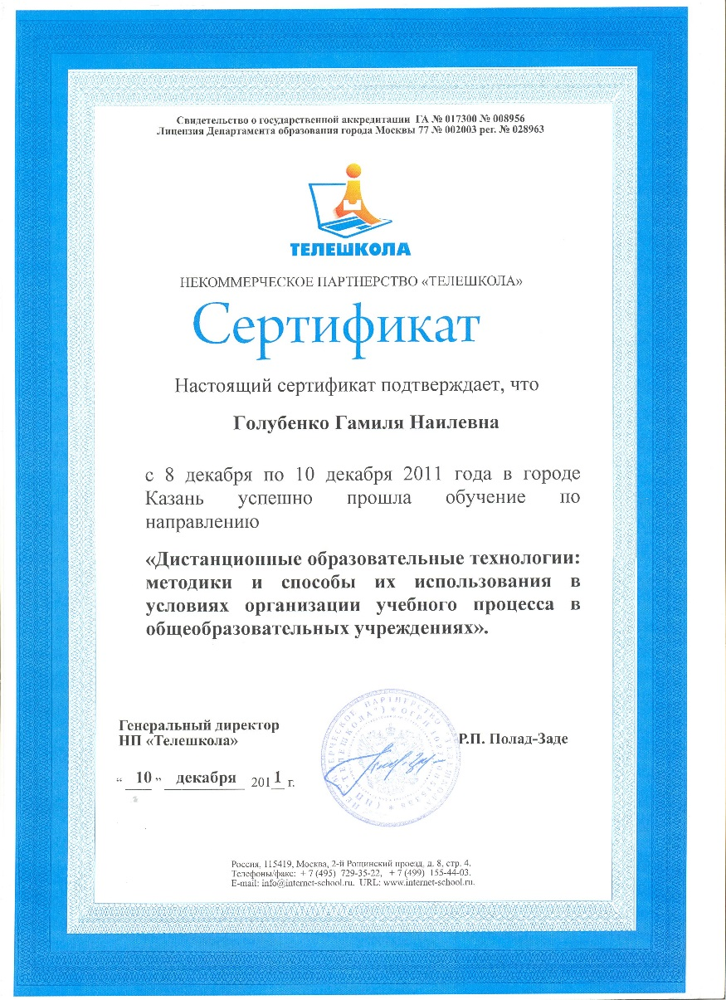 Свидетельство о государственной аккредитации ГА № 017300 № 008956
Лицензия Департамента образования города Москвы 77 № 002003 рег. № 028963
ТЕЛЕШКОЛА
НЕКОММЕРЧЕСКОЕ ПАРТНЕРСТВО «ТЕЛЕШКОЛА»
Сертификат
Настоящий сертификат подтверждает, что
Голубенко Гамиля Наилевна
с 8 декабря по 10 декабря 2011 года в городе
Казань успешно прошла обучение по
направлению
«Дистанционные образовательные технологии:
методики и способы их использования в
условиях организации учебного процесса в
общеобразовательных учреждениях».
Генеральный директор
НП «Телешкола»
Р.П. Полад-Заде
“ 10 ” декабря 2011 г.
Россия, 115419, Москва, 2-й Рощинский проезд, д. 8, стр. 4.
Телефоны/факс: + 7 (495) 729-35-22, + 7 (499) 155-44-03.
E-mail: info@internet-school.ru. URL: www.internet-school.ru.